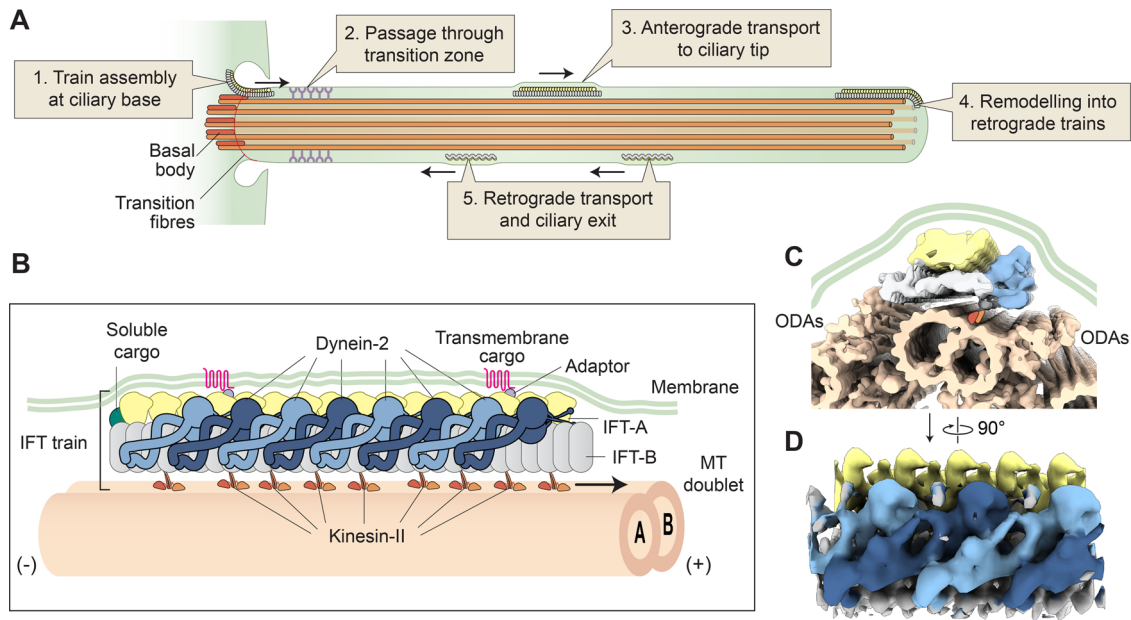 A
1. Train assembly
at ciliary base
2. Passage through
transition zone
3. Anterograde transport
to ciliary tip
4. Remodelling into
retrograde trains
Basal
body
Transition
fibres
5. Retrograde transport
and ciliary exit
B
Soluble
cargo
Dynein-2
Transmembrane
cargo
Adaptor
Membrane
IFT train
IFT-A
IFT-B
MT
doublet
Kinesin-II
A
B
(-)
(+)
C
ODAs
ODAs
90°
D